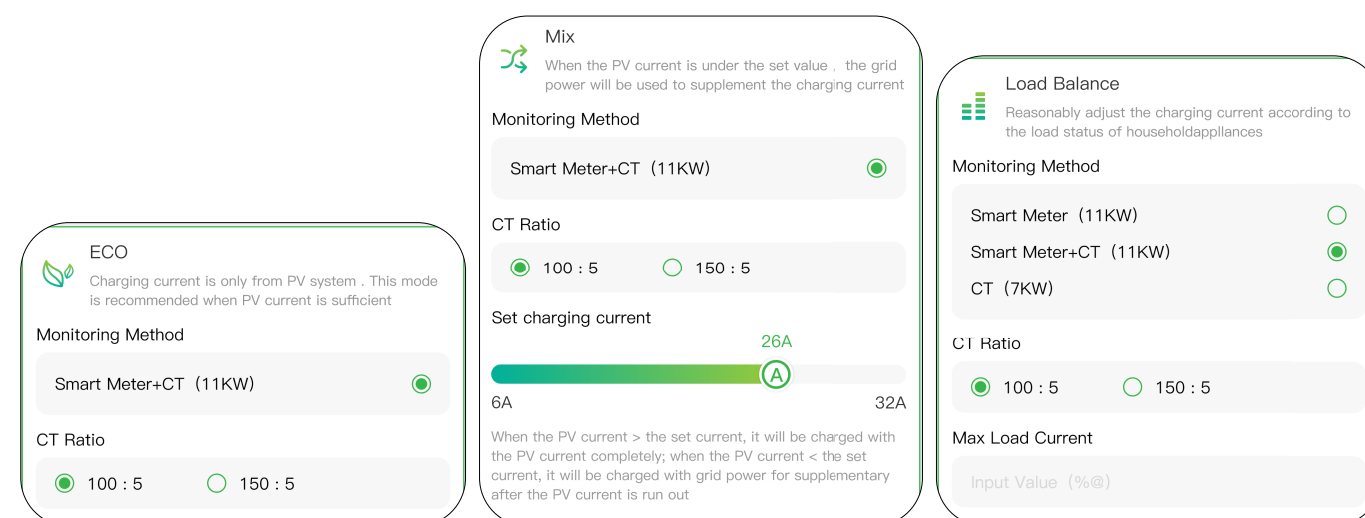 ECO
Charging current is only from PV system . This mode
is recommended when PV current is sufficient
Monitoring Method
Smart Meter+CT (11KW)
CT Ratio
100 : 5
150 : 5
Mix
When the PV current is under the set value , the grid
power will be used to supplement the charging current
Monitoring Method
Smart Meter+CT (11KW)
CT Ratio
100 : 5
150 : 5
Set charging current
26A
A
6A
32A
When the PV current > the set current, it will be charged with
the PV current completely; when the PV current < the set
current, it will be charged with grid power for supplementary
after the PV current is run out
Load Balance
Reasonably adjust the charging current according to
the load status of householdappllances
Monitoring Method
Smart Meter (11KW)
Smart Meter+CT (11KW)
CT (7KW)
CT Ratio
100 : 5
150 : 5
Max Load Current
Input Value (%@)